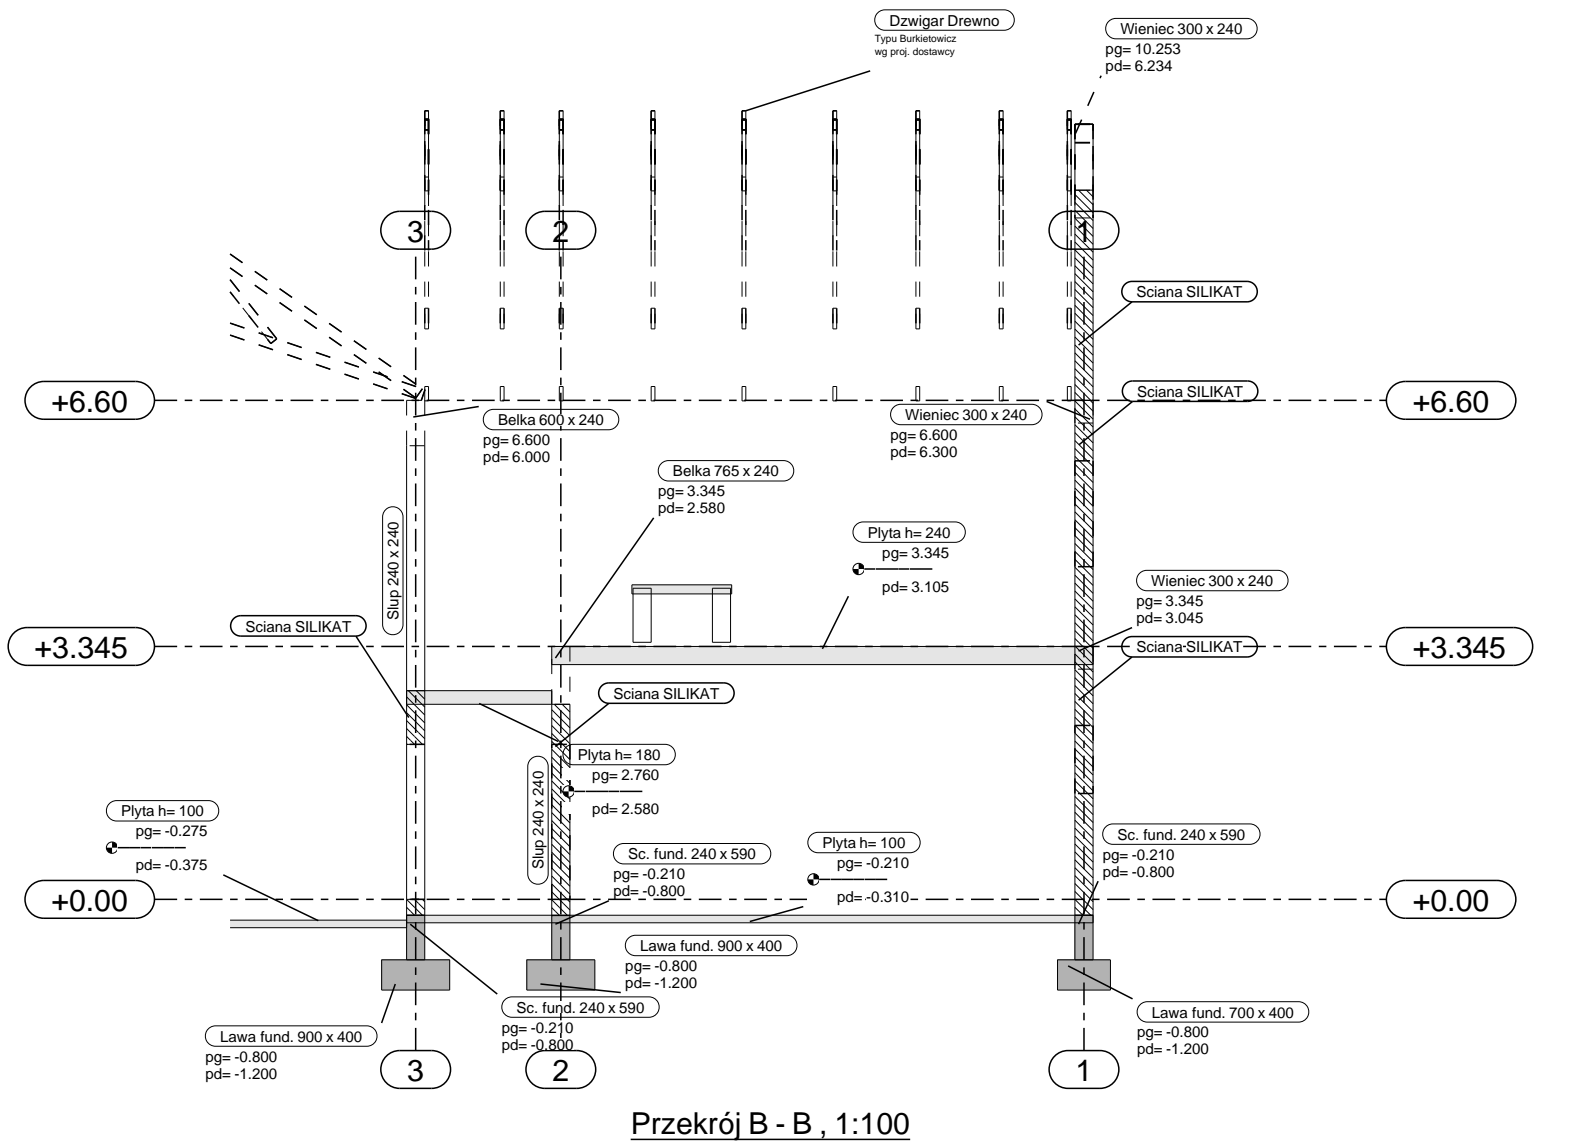 Dzwigar Drewno
Typu Burkietowicz
wg proj. dostawcy
Wieniec 300 x 240
pg= 10.253
pd= 6.234
3
2
1
Sciana SILIKAT
Sciana SILIKAT
+6.60
+6.60
Belka 600 x 240
pg= 6.600
pd= 6.000
Wieniec 300 x 240
pg= 6.600
pd= 6.300
Belka 765 x 240
pg= 3.345
pd= 2.580
Slup 240 x 240
Plyta h= 240
pg= 3.345
pd= 3.105
Wieniec 300 x 240
pg= 3.345
pd= 3.045
Sciana SILIKAT
+3.345
Sciana SILIKAT
+3.345
Sciana SILIKAT
Plyta h= 180
pg= 2.760
pd= 2.580
Slup 240 x 240
Plyta h= 100
pg= -0.275
pd= -0.375
Sc. fund. 240 x 590
pg= -0.210
pd= -0.800
Plyta h= 100
pg= -0.210
pd= -0.310
Sc. fund. 240 x 590
pg= -0.210
pd= -0.800
+0.00
+0.00
Lawa fund. 900 x 400
pg= -0.800
pd= -1.200
Sc. fund. 240 x 590
pg= -0.210
pd= -0.800
Lawa fund. 900 x 400
pg= -0.800
pd= -1.200
Lawa fund. 700 x 400
pg= -0.800
pd= -1.200
3
2
1
Przekrój B - B , 1:100